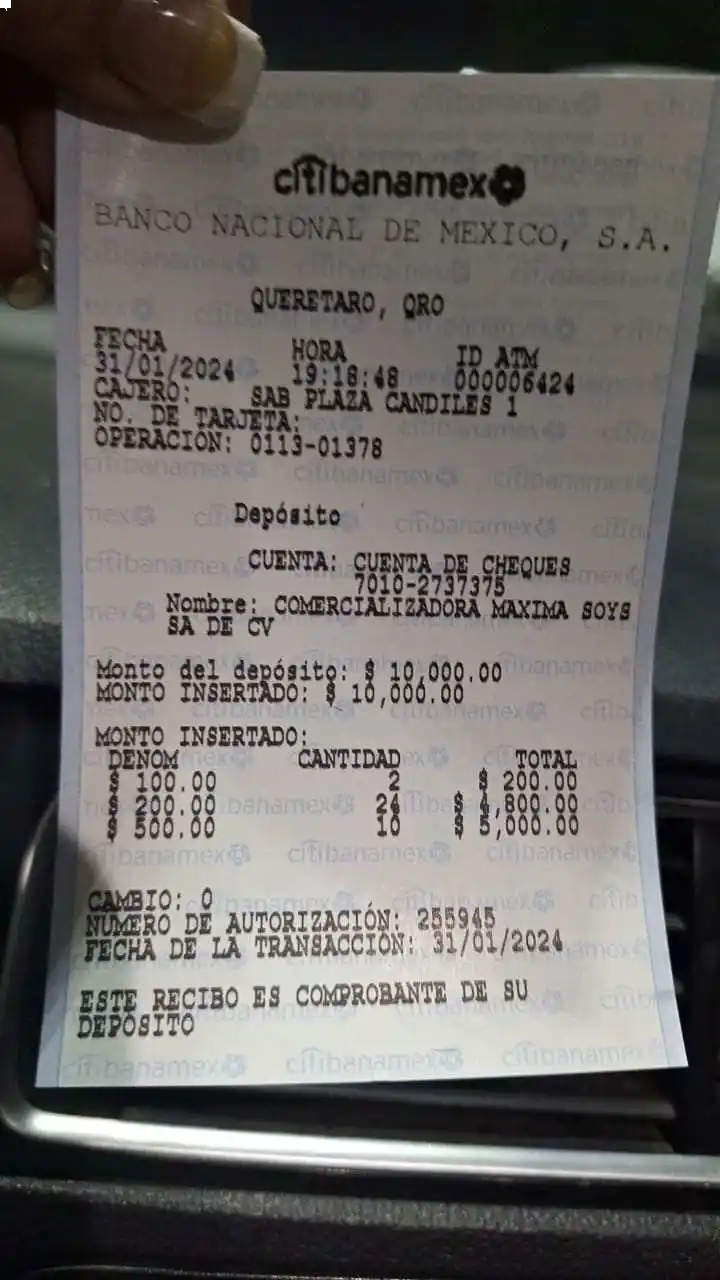 citibanamex
BANCO NACIONAL DE MEXICO, S.A.
QUERETARO, QRO
FECHA HORA ID ATM
31/01/2024 19:18:48 000006424
CAJERO: SAB PLAZA CANDILES 1
NO. DE TARJETA:
OPERACIÓN: 0113-01378
Depósito
CUENTA: CUENTA DE CHEQUES
7010-2737375
Nombre: COMERCIALIZADORA MAXIMA SOYS
SA DE CV
Monto del depósito: $ 10,000.00
MONTO INSERTADO: $ 10,000.00
MONTO INSERTADO:
DENOM CANTIDAD TOTAL
$ 100.00 2 $ 200.00
$ 200.00 24 $ 4,800.00
$ 500.00 10 $ 5,000.00
CAMBIO: 0
NUMERO DE AUTORIZACIÓN: 255945
FECHA DE LA TRANSACCIÓN: 31/01/2024
ESTE RECIBO ES COMPROBANTE DE SU
DEPÓSITO